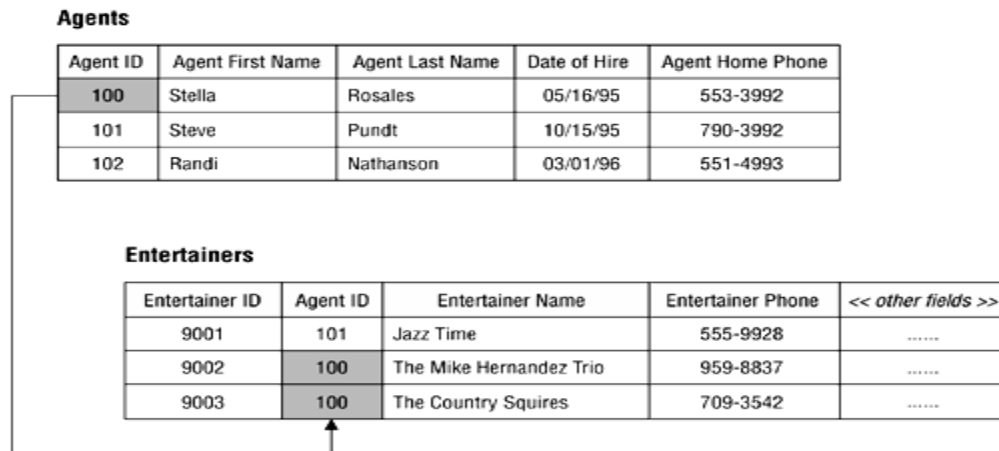 Agents
Agent ID Agent First Name Agent Last Name Date of Hire Agent Home Phone
100 Stella Rosales 05/16/95 553-3992
101 Steve Pundt 10/15/95 790-3992
102 Randi Nathanson 03/01/96 551-4993
Entertainers
Entertainer ID Agent ID Entertainer Name Entertainer Phone << other fields >>
9001 101 Jazz Time 555-9928 ......
9002 100 The Mike Hernandez Trio 959-8837 ......
9003 100 The Country Squires 709-3542 ......